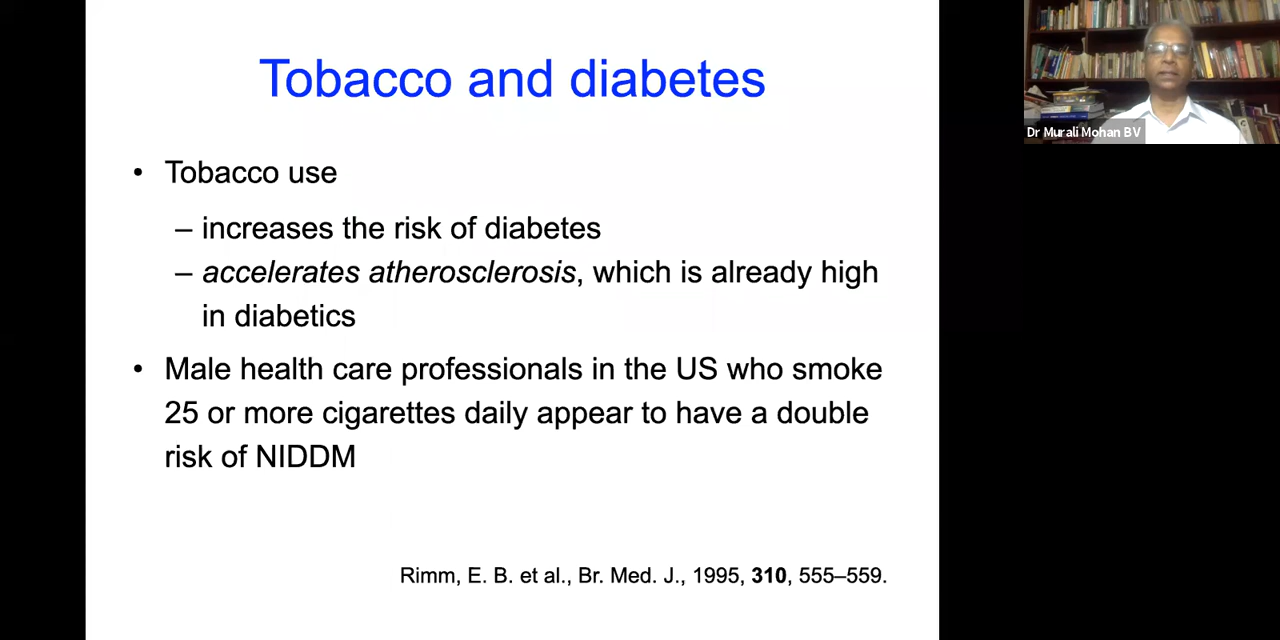 Tobacco and diabetes
• Tobacco use
– increases the risk of diabetes
– accelerates atherosclerosis, which is already high
in diabetics
• Male health care professionals in the US who smoke
25 or more cigarettes daily appear to have a double
risk of NIDDM
Rimm, E. B. et al., Br. Med. J., 1995, 310, 555–559.
Dr Murali Mohan BV